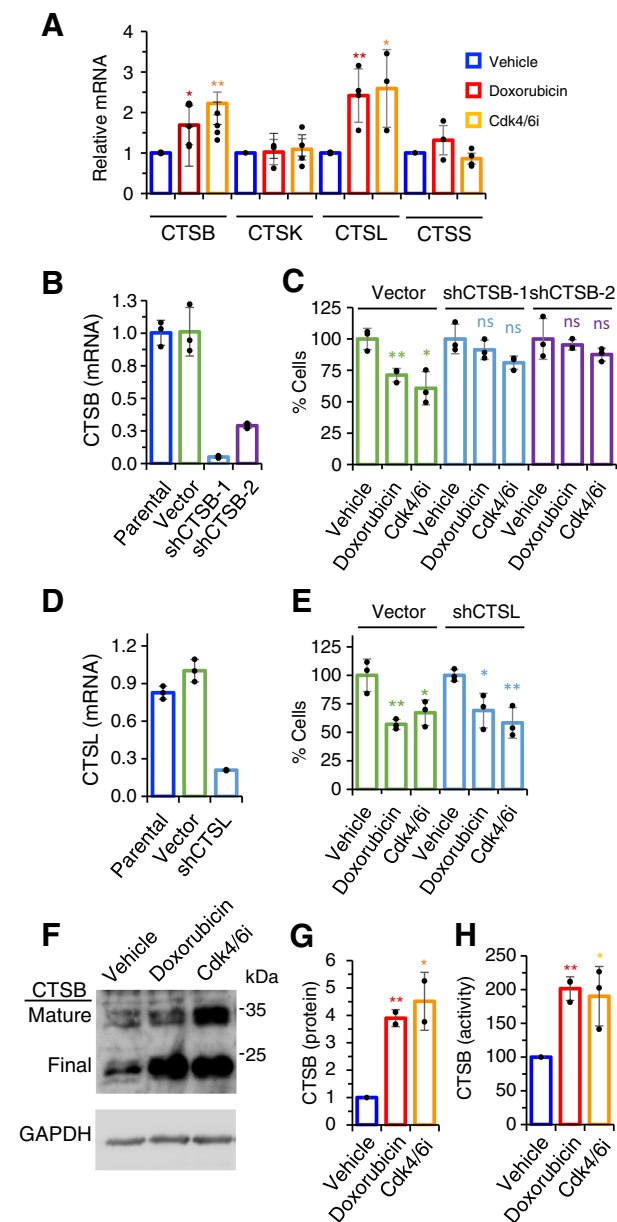 A
Relative mRNA
4
3
2
1
0
*
**
**
*
Vehicle
Doxorubicin
Cdk4/6i
CTSB
CTSK
CTSL
CTSS
B
CTSB (mRNA)
1.3
1.0
0.8
0.5
0.3
0.0
Parental
Vector
shCTSB-1
shCTSB-2
C
Vector
shCTSB-1
shCTSB-2
% Cells
125
100
75
50
25
0
**
*
ns
ns
ns
ns
Vehicle
Doxorubicin
Cdk4/6i
Vehicle
Doxorubicin
Cdk4/6i
Vehicle
Doxorubicin
Cdk4/6i
D
CTSL (mRNA)
1.2
0.9
0.6
0.3
0.0
Parental
Vector
shCTSL
E
Vector
shCTSL
% Cells
125
100
75
50
25
0
**
*
*
**
Vehicle
Doxorubicin
Cdk4/6i
Vehicle
Doxorubicin
Cdk4/6i
F
Vehicle
Doxorubicin
Cdk4/6i
kDa
CTSB
Mature
-35
Final
-25
GAPDH
G
CTSB (protein)
6
5
4
3
2
1
0
**
*
Vehicle
Doxorubicin
Cdk4/6i
H
CTSB (activity)
250
200
150
100
50
0
**
*
Vehicle
Doxorubicin
Cdk4/6i